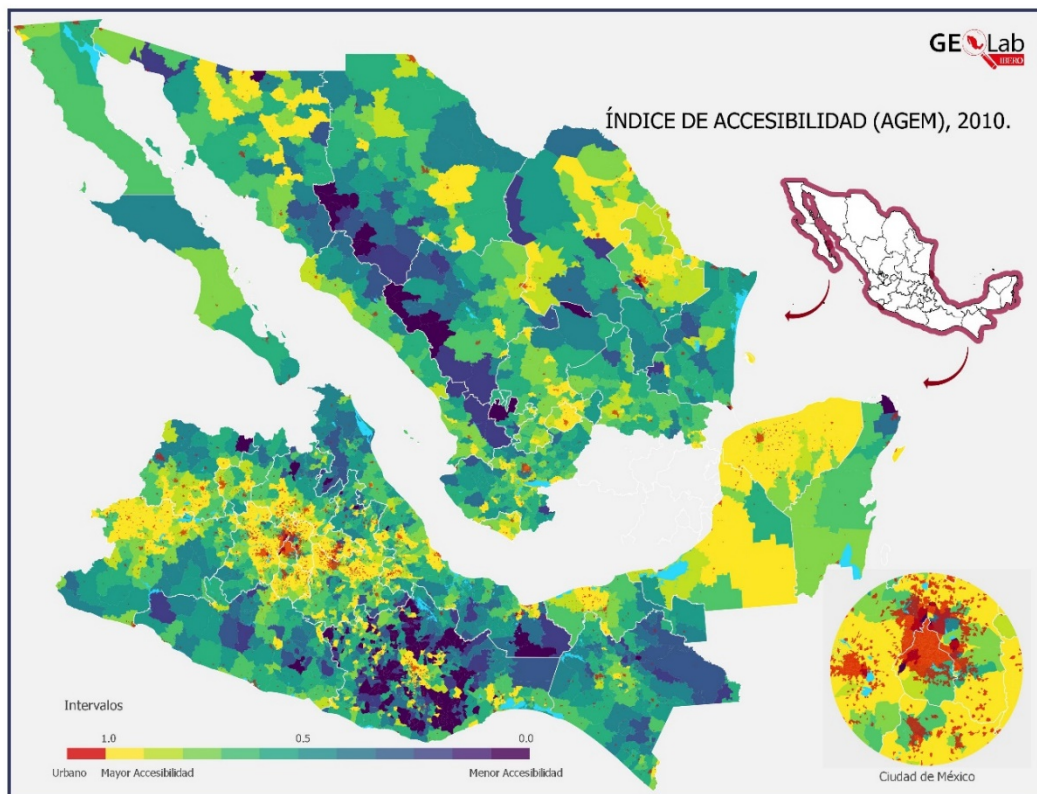 GEOLab
IBERO
ÍNDICE DE ACCESIBILIDAD (AGEM), 2010.
Intervalos
1.0 0.5 0.0
Urbano Mayor Accesibilidad Menor Accesibilidad
Ciudad de México